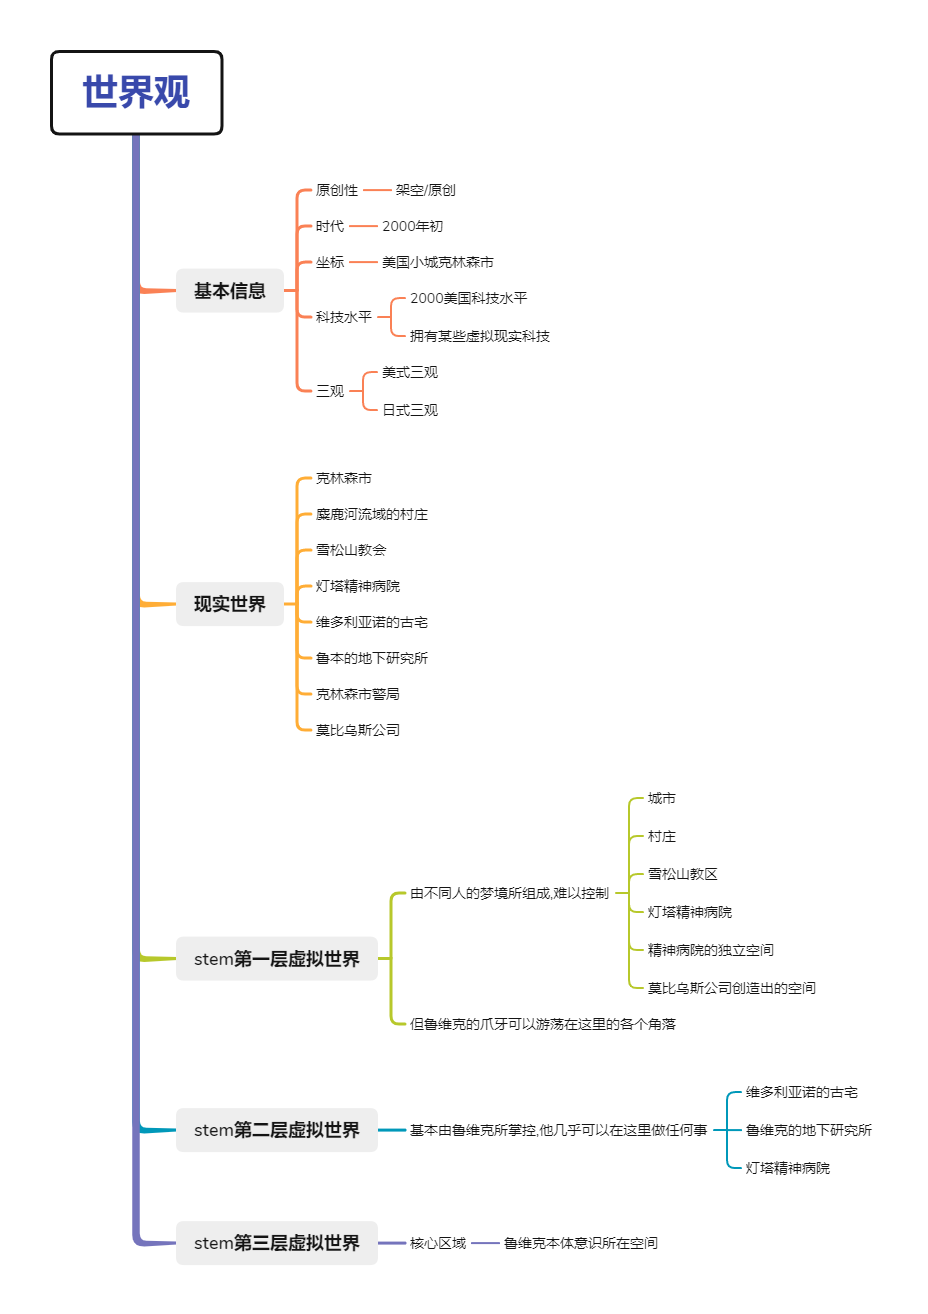 世界观
基本信息
原创性
架空/原创
时代
2000年初
坐标
美国小城克林森市
科技水平
2000美国科技水平
拥有某些虚拟现实科技
三观
美式三观
日式三观
现实世界
克林森市
麋鹿河流域的村庄
雪松山教会
灯塔精神病院
维多利亚诺的古宅
鲁本的地下研究所
克林森市警局
莫比乌斯公司
stem第一层虚拟世界
由不同人的梦境所组成,难以控制
城市
村庄
雪松山教区
灯塔精神病院
精神病院的独立空间
莫比乌斯公司创造出的空间
但鲁维克的爪牙可以游荡在这里的各个角落
stem第二层虚拟世界
基本由鲁维克所掌控,他几乎可以在这里做任何事
维多利亚诺的古宅
鲁维克的地下研究所
灯塔精神病院
stem第三层虚拟世界
核心区域
鲁维克本体意识所在空间